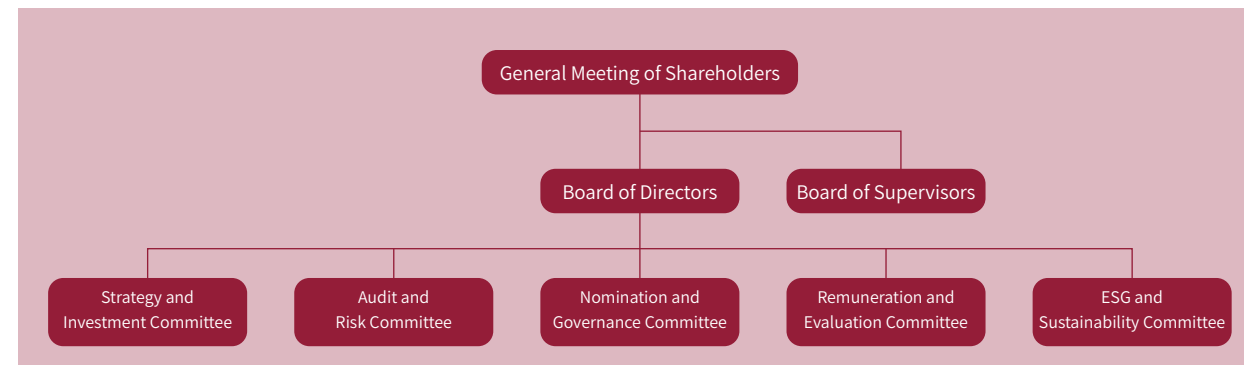 General Meeting of Shareholders
Board of Directors
Board of Supervisors
Strategy and
Investment Committee
Audit and
Risk Committee
Nomination and
Governance Committee
Remuneration and
Evaluation Committee
ESG and
Sustainability Committee